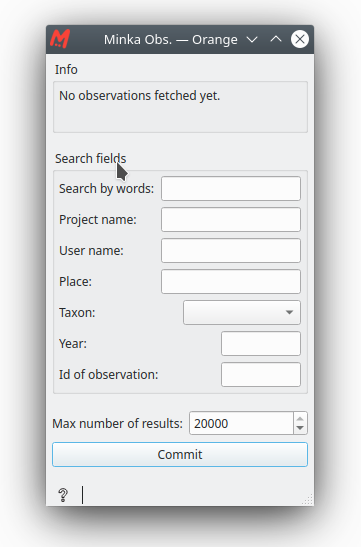 Minka Obs. — Orange
Info
No observations fetched yet.
Search fields
Search by words:
Project name:
User name:
Place:
Taxon:
Year:
Id of observation:
Max number of results: 20000
Commit
?